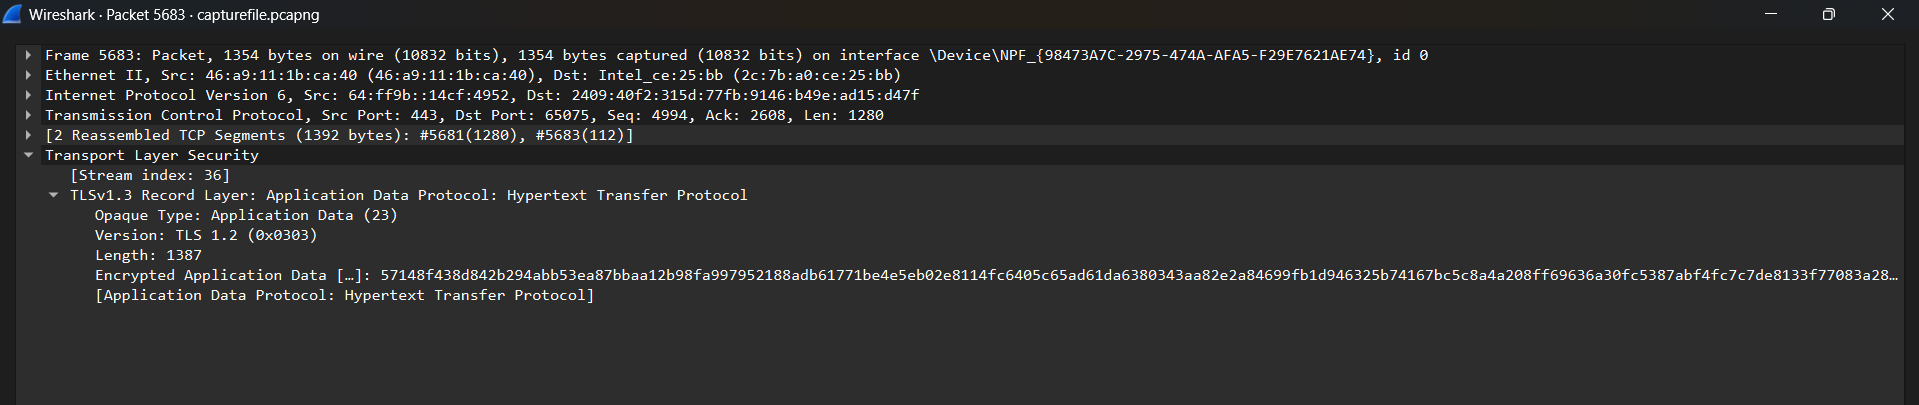 Wireshark · Packet 5683 · capturefile.pcapng
Frame 5683: Packet, 1354 bytes on wire (10832 bits), 1354 bytes captured (10832 bits) on interface \Device\NPF_{98473A7C-2975-474A-AFA5-F29E7621AE74}, id 0
Ethernet II, Src: 46:a9:11:1b:ca:40 (46:a9:11:1b:ca:40), Dst: Intel_ce:25:bb (2c:7b:a0:ce:25:bb)
Internet Protocol Version 6, Src: 64:ff9b::14cf:4952, Dst: 2409:40f2:315d:77fb:9146:b49e:ad15:d47f
Transmission Control Protocol, Src Port: 443, Dst Port: 65075, Seq: 4994, Ack: 2608, Len: 1280
[2 Reassembled TCP Segments (1392 bytes): #5681(1280), #5683(112)]
Transport Layer Security
[Stream index: 36]
TLSv1.3 Record Layer: Application Data Protocol: Hypertext Transfer Protocol
Opaque Type: Application Data (23)
Version: TLS 1.2 (0x0303)
Length: 1387
Encrypted Application Data […]: 57148f438d842b294abb53ea87bbaa12b98fa997952188adb61771be4e5eb02e8114fc6405c65ad61da6380343aa82e2a84699fb1d946325b74167bc5c8a4a208ff69636a30fc5387abf4fc7c7de8133f77083a28…
[Application Data Protocol: Hypertext Transfer Protocol]